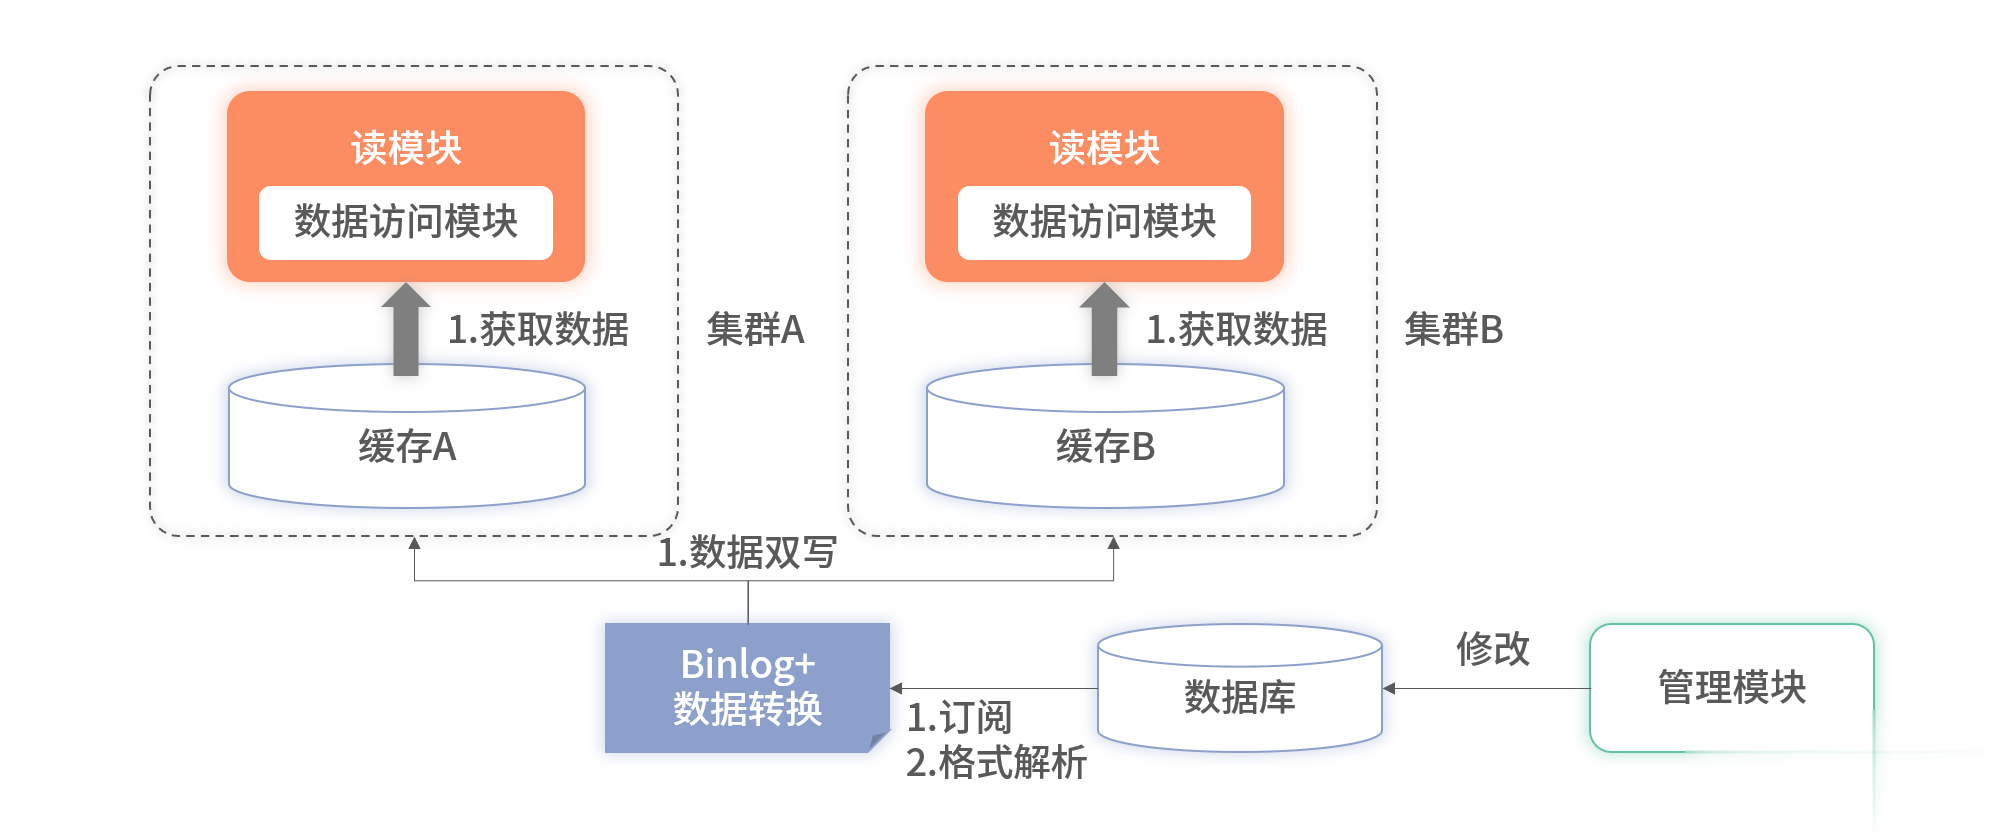 读模块
数据访问模块
1.获取数据
集群A
缓存A
读模块
数据访问模块
1.获取数据
集群B
缓存B
1.数据双写
Binlog+
数据转换
1.订阅
2.格式解析
数据库
修改
管理模块